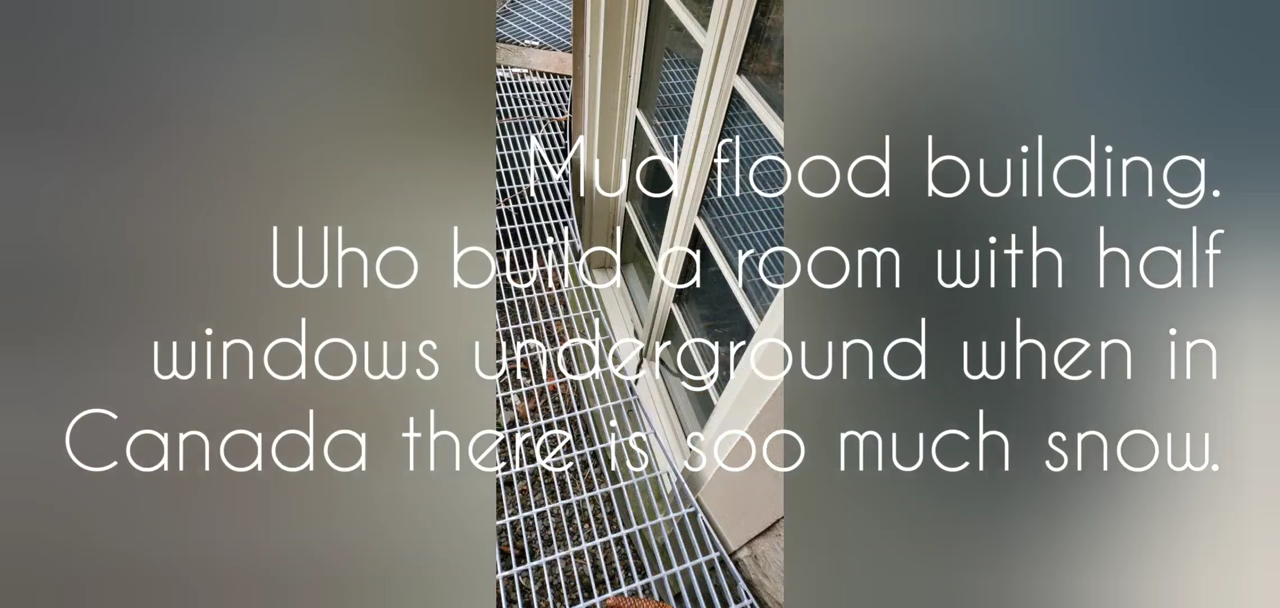 Mud flood building.
Who build a room with half
windows underground when in
Canada there is soo much snow.